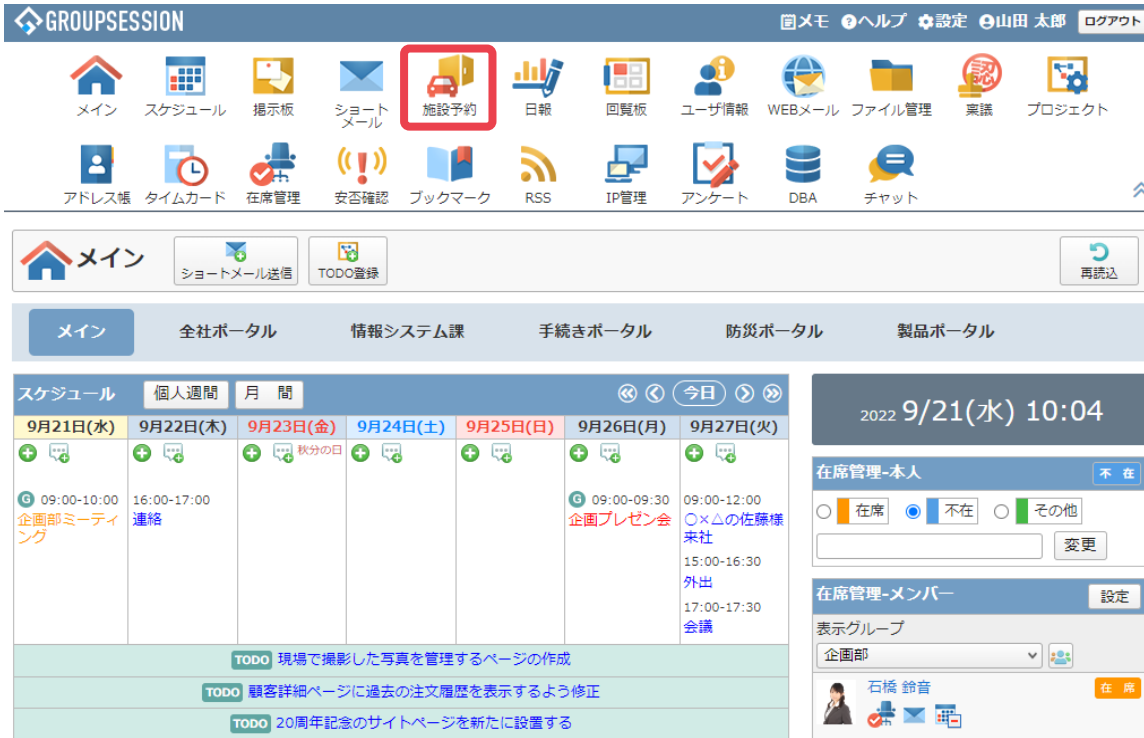 GROUPSESSION
メモ ヘルプ 設定 山田 太郎 ログアウト
メイン スケジュール 掲示板 ショートメール 施設予約 日報 回覧板 ユーザ情報 WEBメール ファイル管理 稟議 プロジェクト
認
アドレス帳 タイムカード 在席管理 安否確認 ブックマーク RSS IP管理 アンケート DBA チャット
メイン ショートメール送信 TODO登録 再読込
メイン 全社ポータル 情報システム課 手続きポータル 防災ポータル 製品ポータル
スケジュール 個人週間 月 間 今日
9月21日(水) 9月22日(木) 9月23日(金) 9月24日(土) 9月25日(日) 9月26日(月) 9月27日(火)
秋分の日
G 09:00-10:00
企画部ミーティ
ング
16:00-17:00
連絡
G 09:00-09:30
企画プレゼン会
09:00-12:00
○×△の佐藤様
来社
15:00-16:30
外出
17:00-17:30
会議
TODO 現場で撮影した写真を管理するページの作成
TODO 顧客詳細ページに過去の注文履歴を表示するよう修正
TODO 20周年記念のサイトページを新たに設置する
2022 9/21(水) 10:04
在席管理-本人 不 在
在席 不在 その他
変更
在席管理-メンバー 設定
表示グループ
企画部
石橋 鈴音 在 席